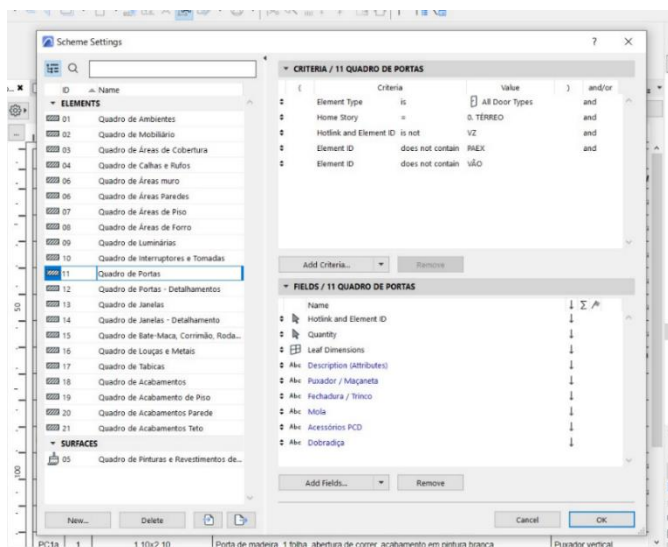 Scheme Settings
? ×
ID Name
ELEMENTS
01 Quadro de Ambientes
02 Quadro de Mobiliário
03 Quadro de Áreas de Cobertura
04 Quadro de Calhas e Rufos
06 Quadro de Áreas muro
06 Quadro de Áreas Paredes
07 Quadro de Áreas de Piso
08 Quadro de Áreas de Forro
09 Quadro de Luminárias
10 Quadro de Interruptores e Tomadas
11 Quadro de Portas
12 Quadro de Portas - Detalhamentos
13 Quadro de Janelas
14 Quadro de Janelas - Detalhamento
15 Quadro de Bate-Maca, Corrimão, Roda...
16 Quadro de Louças e Metais
17 Quadro de Tabicas
18 Quadro de Acabamentos
19 Quadro de Acabamento de Piso
20 Quadro de Acabamentos Parede
21 Quadro de Acabamentos Teto
SURFACES
05 Quadro de Pinturas e Revestimentos de...
New... Delete
CRITERIA / 11 QUADRO DE PORTAS
( Criteria Value ) and/or
Element Type is All Door Types and
Home Story = 0. TÉRREO and
Hotlink and Element ID is not VZ and
Element ID does not contain PAEX and
Element ID does not contain VÃO
Add Criteria... Remove
FIELDS / 11 QUADRO DE PORTAS
Name
Hotlink and Element ID
Quantity
Leaf Dimensions
Abc Description (Attributes)
Abc Puxador / Maçaneta
Abc Fechadura / Trinco
Abc Mola
Abc Acessórios PCD
Abc Dobradiça
Add Fields... Remove
Cancel OK
PC1a 1 1,10x2,10 Porta de madeira, 1 folha, abertura de correr, acabamento em pintura branca Puxador vertical